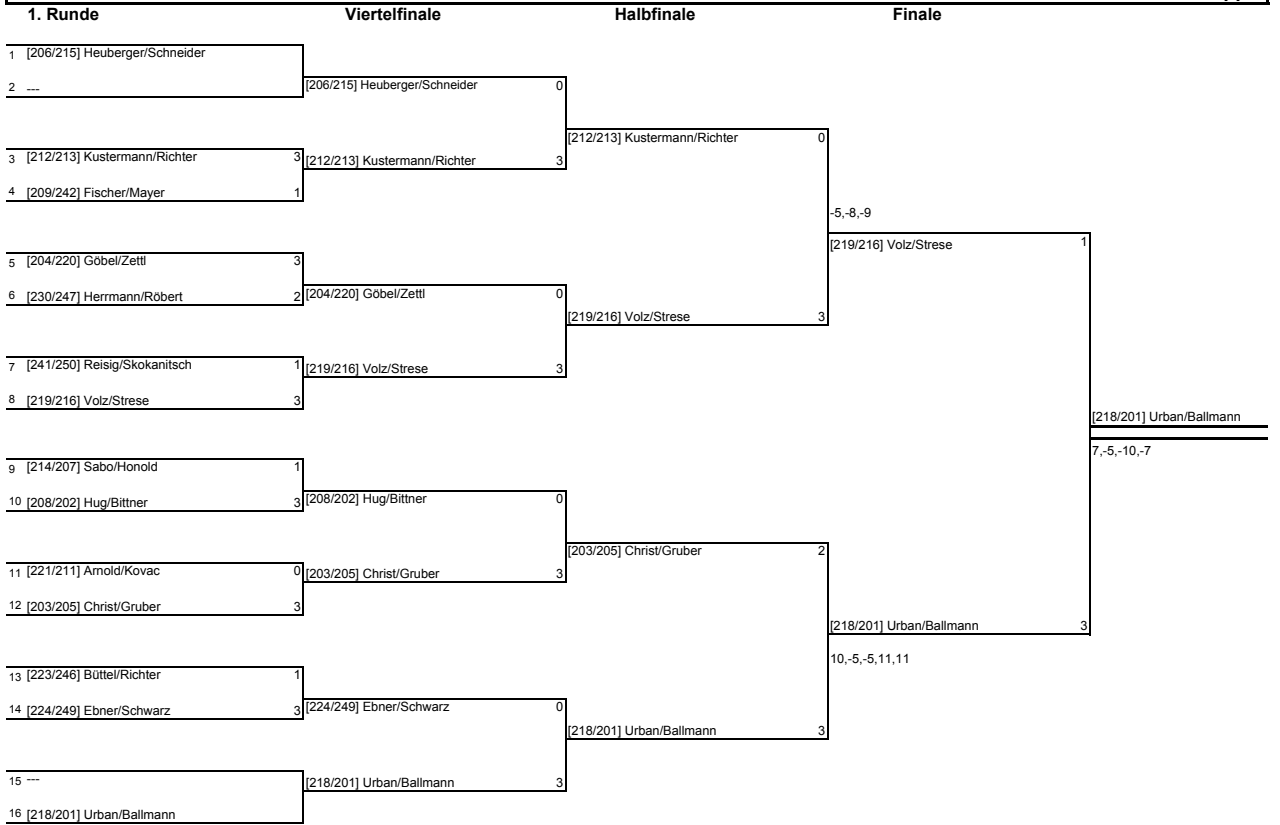 1. Runde Viertelfinale Halbfinale Finale
1 [206/215] Heuberger/Schneider
2 ---
[206/215] Heuberger/Schneider 0
[212/213] Kustermann/Richter 0
3 [212/213] Kustermann/Richter 3
[212/213] Kustermann/Richter 3
4 [209/242] Fischer/Mayer 1
-5,-8,-9
[219/216] Volz/Strese 1
5 [204/220] Göbel/Zettl 3
6 [230/247] Herrmann/Röbert 2
[204/220] Göbel/Zettl 0
[219/216] Volz/Strese 3
7 [241/250] Reisig/Skokanitsch 1
[219/216] Volz/Strese 3
8 [219/216] Volz/Strese 3
[218/201] Urban/Ballmann
7,-5,-10,-7
9 [214/207] Sabo/Honold 1
10 [208/202] Hug/Bittner 3
[208/202] Hug/Bittner 0
[203/205] Christ/Gruber 2
11 [221/211] Arnold/Kovac 0
[203/205] Christ/Gruber 3
12 [203/205] Christ/Gruber 3
[218/201] Urban/Ballmann 3
10,-5,-5,11,11
13 [223/246] Büttel/Richter 1
14 [224/249] Ebner/Schwarz 3
[224/249] Ebner/Schwarz 0
[218/201] Urban/Ballmann 3
15 ---
[218/201] Urban/Ballmann 3
16 [218/201] Urban/Ballmann